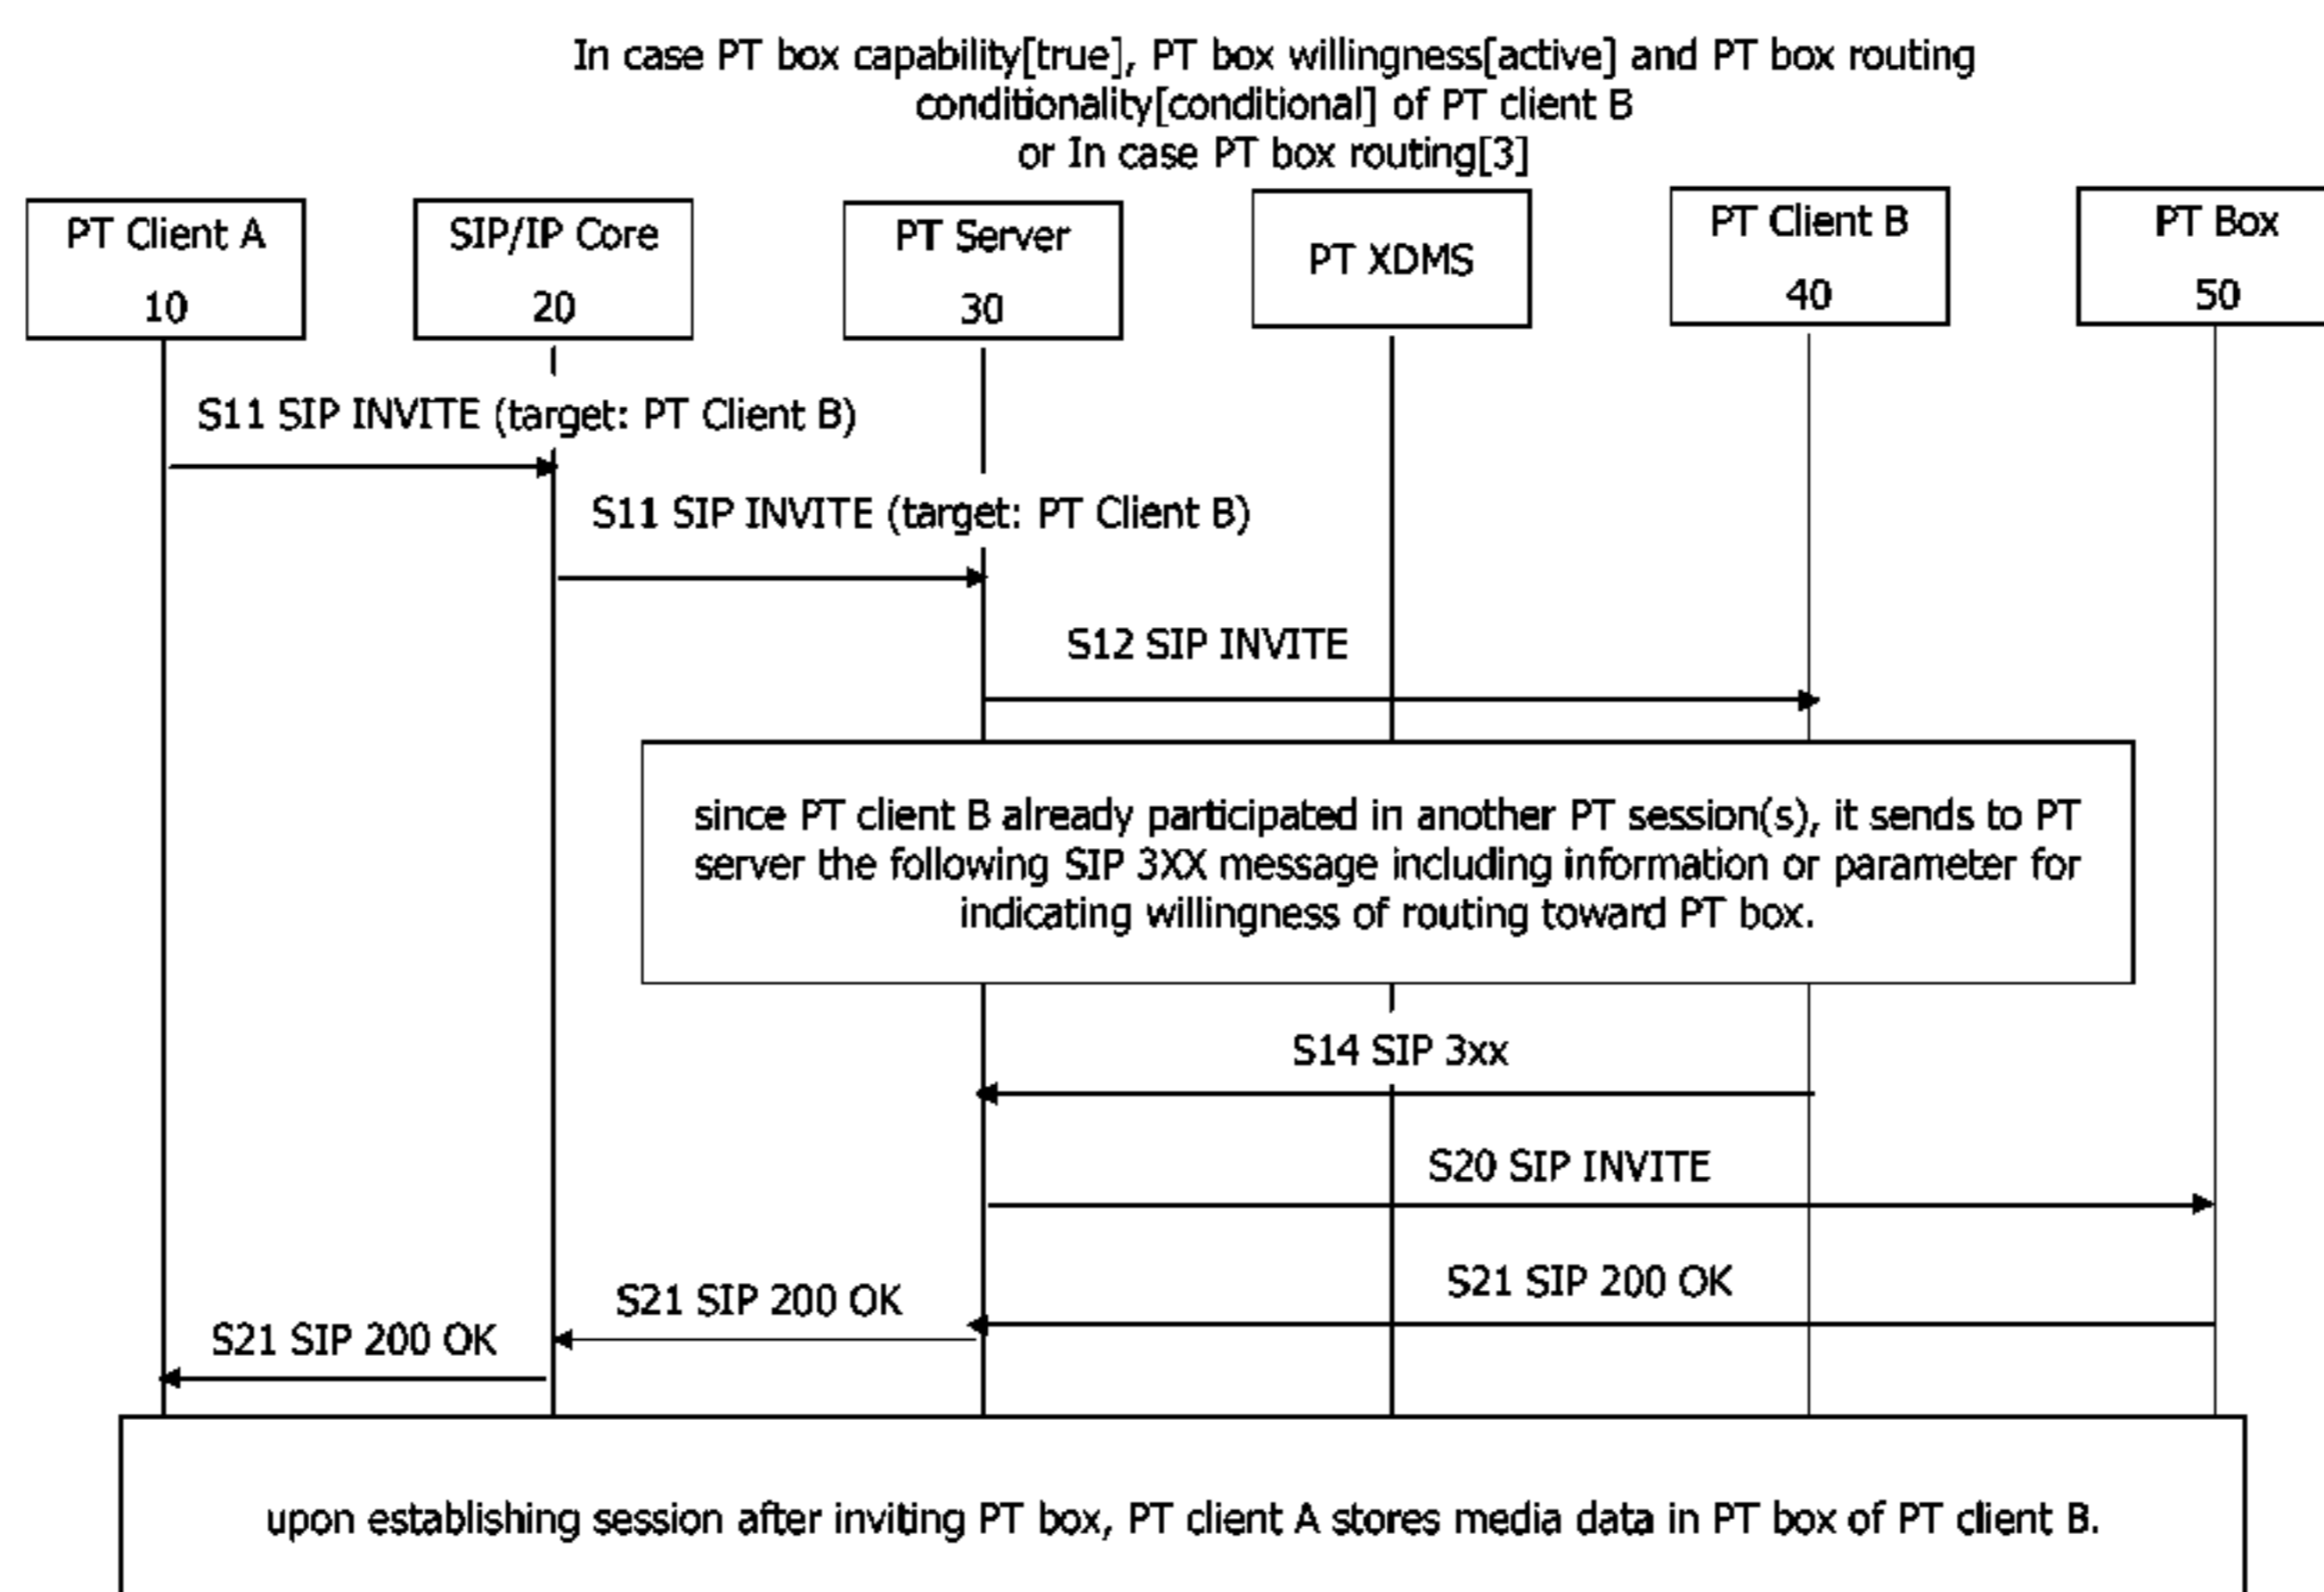 In case PT box capability[true], PT box willingness[active] and PT box routing
conditionality[conditional] of PT client B
or In case PT box routing[3]
PT Client A
10
SIP/IP Core
20
PT Server
30
PT XDMS
PT Client B
40
PT Box
50
S11 SIP INVITE (target: PT Client B)
S11 SIP INVITE (target: PT Client B)
S12 SIP INVITE
since PT client B already participated in another PT session(s), it sends to PT
server the following SIP 3XX message including information or parameter for
indicating willingness of routing toward PT box.
S14 SIP 3xx
S20 SIP INVITE
S21 SIP 200 OK
S21 SIP 200 OK
S21 SIP 200 OK
upon establishing session after inviting PT box, PT client A stores media data in PT box of PT client B.